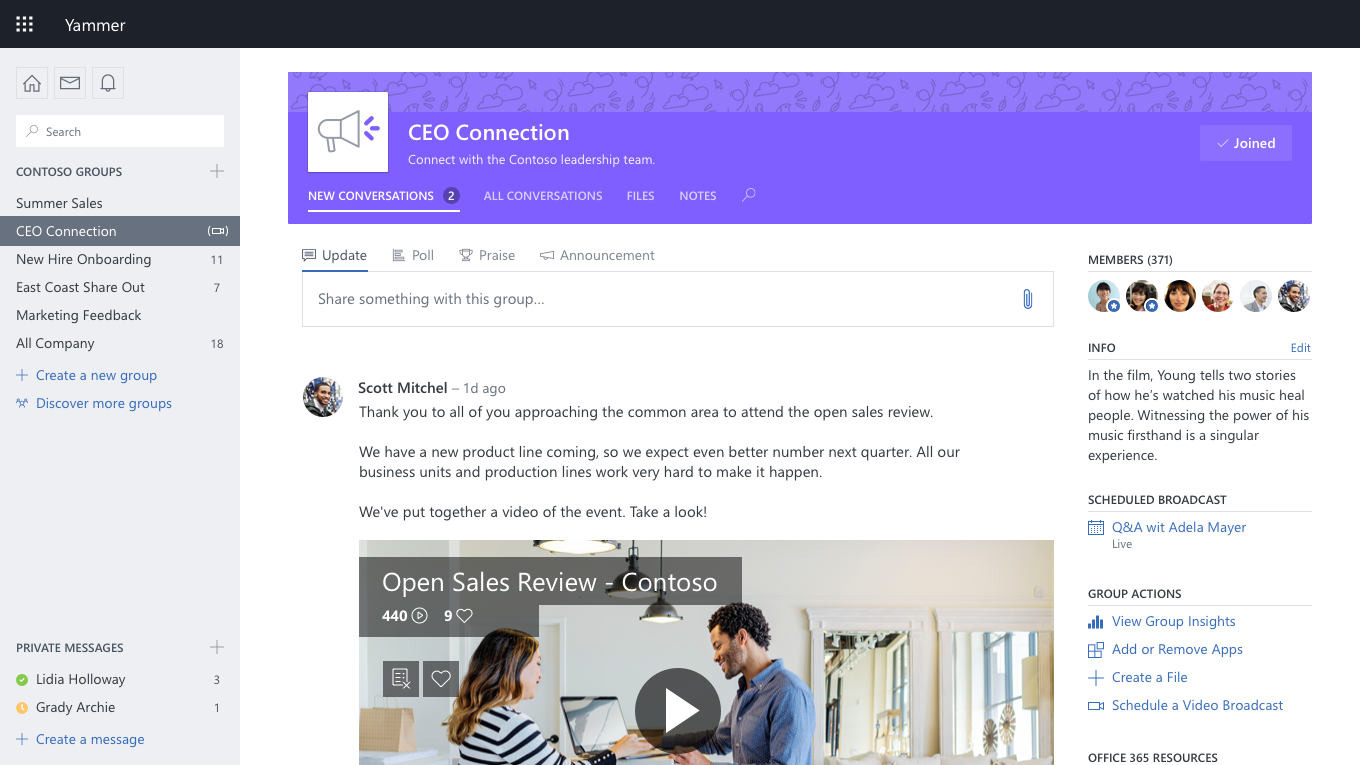 Yammer
Search
CONTOSO GROUPS
Summer Sales
CEO Connection
New Hire Onboarding 11
East Coast Share Out 7
Marketing Feedback
All Company 18
Create a new group
Discover more groups
PRIVATE MESSAGES
Lidia Holloway 3
Grady Archie 1
Create a message
CEO Connection
Connect with the Contoso leadership team.
Joined
NEW CONVERSATIONS 2 ALL CONVERSATIONS FILES NOTES
Update Poll Praise Announcement
Share something with this group...
Scott Mitchel – 1d ago
Thank you to all of you approaching the common area to attend the open sales review.
We have a new product line coming, so we expect even better number next quarter. All our
business units and production lines work very hard to make it happen.
We've put together a video of the event. Take a look!
Open Sales Review - Contoso
440 9
MEMBERS (371)
INFO Edit
In the film, Young tells two stories
of how he's watched his music heal
people. Witnessing the power of his
music firsthand is a singular
experience.
SCHEDULED BROADCAST
Q&A wit Adela Mayer
Live
GROUP ACTIONS
View Group Insights
Add or Remove Apps
Create a File
Schedule a Video Broadcast
OFFICE 365 RESOURCES